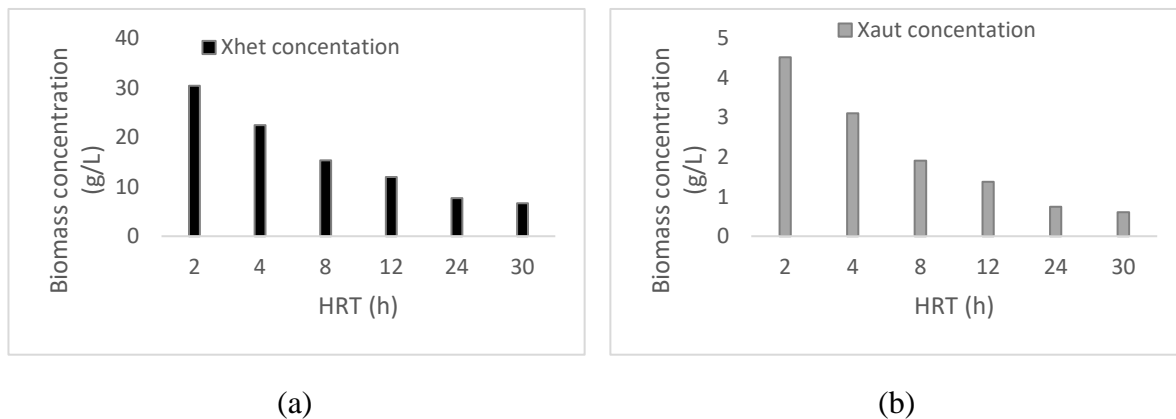 40
30
20
10
0
Biomass concentration
(g/L)
Xhet concentation
2 4 8 12 24 30
HRT (h)
(a)
5
4
3
2
1
0
Biomass concentration
(g/L)
Xaut concentation
2 4 8 12 24 30
HRT (h)
(b)